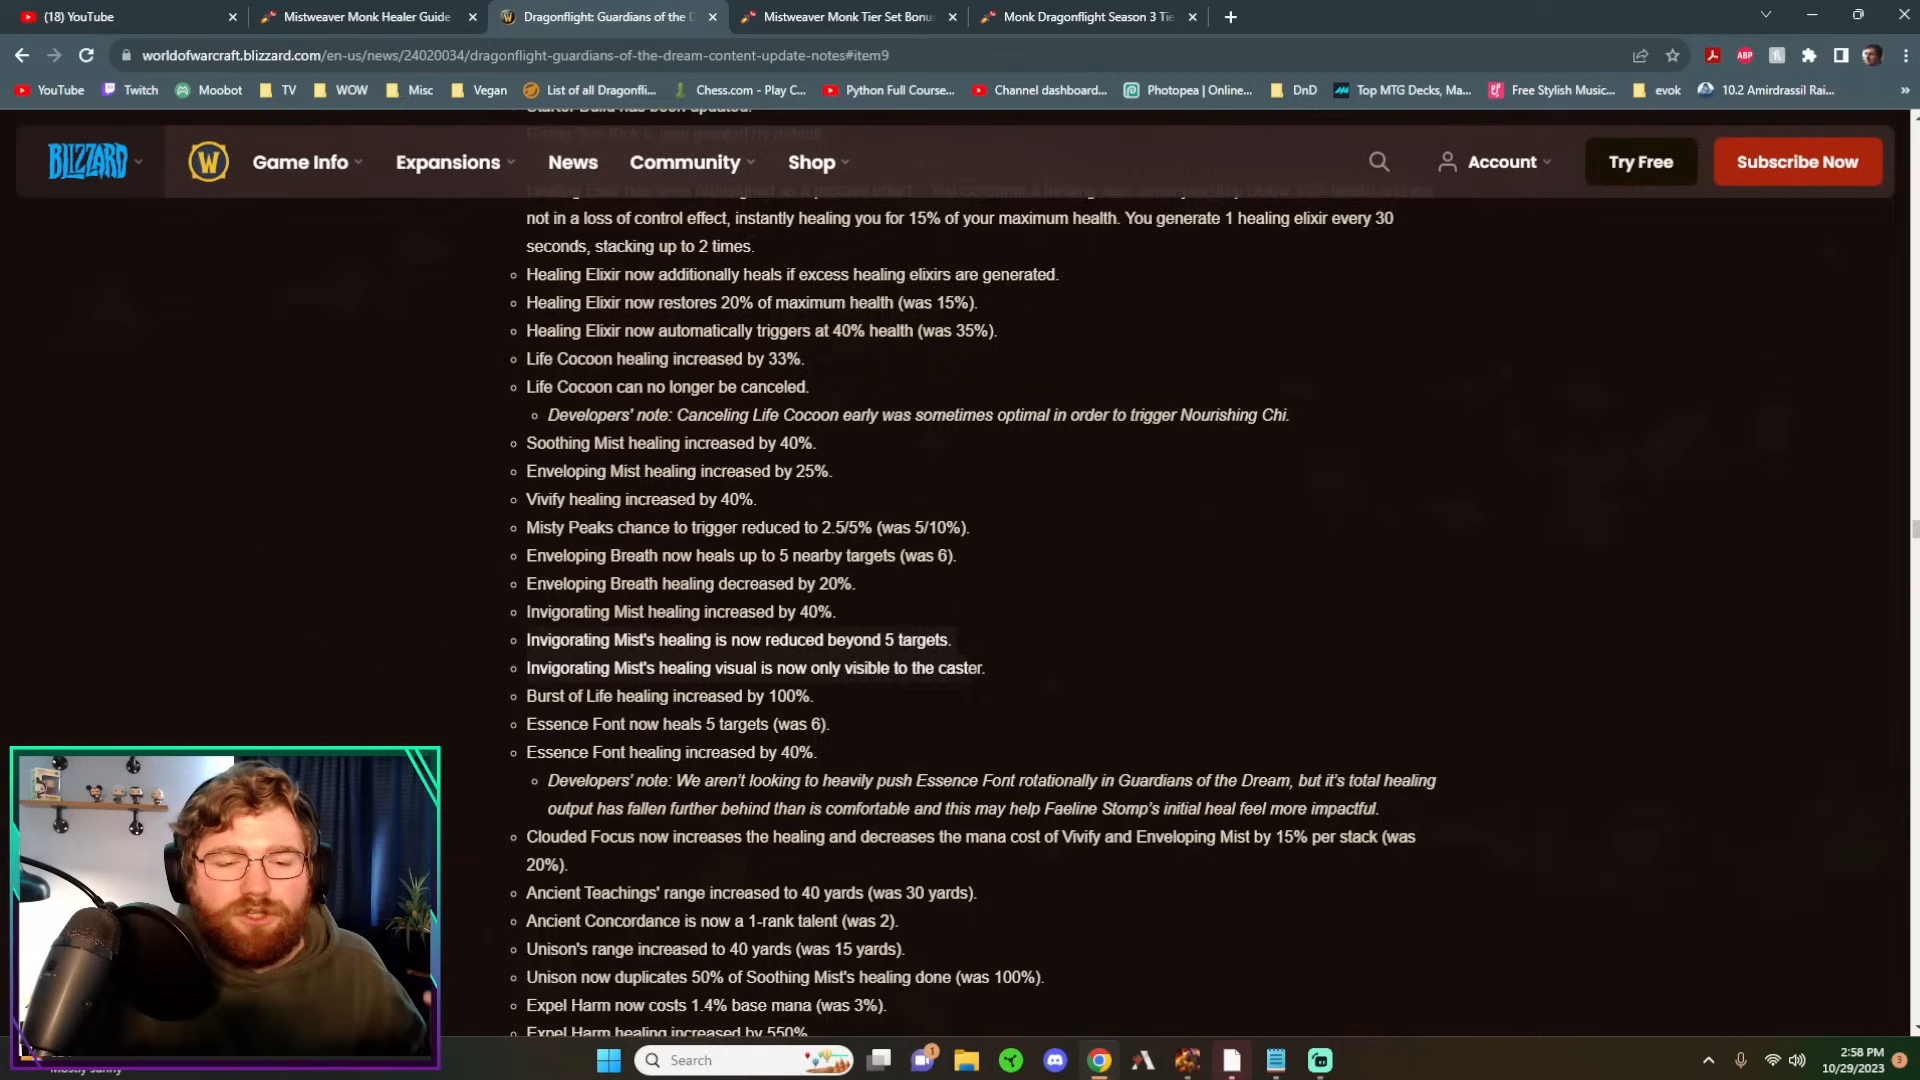 (18) YouTube
Mistweaver Monk Healer Guide
Dragonflight: Guardians of the D
Mistweaver Monk Tier Set Bonu
Monk Dragonflight Season 3 Tie
worldofwarcraft.blizzard.com/en-us/news/24020034/dragonflight-guardians-of-the-dream-content-update-notes#item9
YouTube Twitch Moobot TV WOW Misc Vegan List of all Dragonfli... Chess.com - Play C... Python Full Course... Channel dashboard... Photopea | Online... DnD Top MTG Decks, Ma... Free Stylish Music... evok 10.2 Amirdrassil Rai...
Starter Build has been updated.
BLIZZARD Game Info Expansions News Community Shop Account Try Free Subscribe Now
not in a loss of control effect, instantly healing you for 15% of your maximum health. You generate 1 healing elixir every 30
seconds, stacking up to 2 times.
Healing Elixir now additionally heals if excess healing elixirs are generated.
Healing Elixir now restores 20% of maximum health (was 15%).
Healing Elixir now automatically triggers at 40% health (was 35%).
Life Cocoon healing increased by 33%.
Life Cocoon can no longer be canceled.
Developers' note: Canceling Life Cocoon early was sometimes optimal in order to trigger Nourishing Chi.
Soothing Mist healing increased by 40%.
Enveloping Mist healing increased by 25%.
Vivify healing increased by 40%.
Misty Peaks chance to trigger reduced to 2.5/5% (was 5/10%).
Enveloping Breath now heals up to 5 nearby targets (was 6).
Enveloping Breath healing decreased by 20%.
Invigorating Mist healing increased by 40%.
Invigorating Mist's healing is now reduced beyond 5 targets.
Invigorating Mist's healing visual is now only visible to the caster.
Burst of Life healing increased by 100%.
Essence Font now heals 5 targets (was 6).
Essence Font healing increased by 40%.
Developers' note: We aren't looking to heavily push Essence Font rotationally in Guardians of the Dream, but it's total healing
output has fallen further behind than is comfortable and this may help Faeline Stomp's initial heal feel more impactful.
Clouded Focus now increases the healing and decreases the mana cost of Vivify and Enveloping Mist by 15% per stack (was
20%).
Ancient Teachings' range increased to 40 yards (was 30 yards).
Ancient Concordance is now a 1-rank talent (was 2).
Unison's range increased to 40 yards (was 15 yards).
Unison now duplicates 50% of Soothing Mist's healing done (was 100%).
Expel Harm now costs 1.4% base mana (was 3%).
Expel Harm healing increased by 550%
Mostly sunny
Search
2:58 PM
10/29/2023